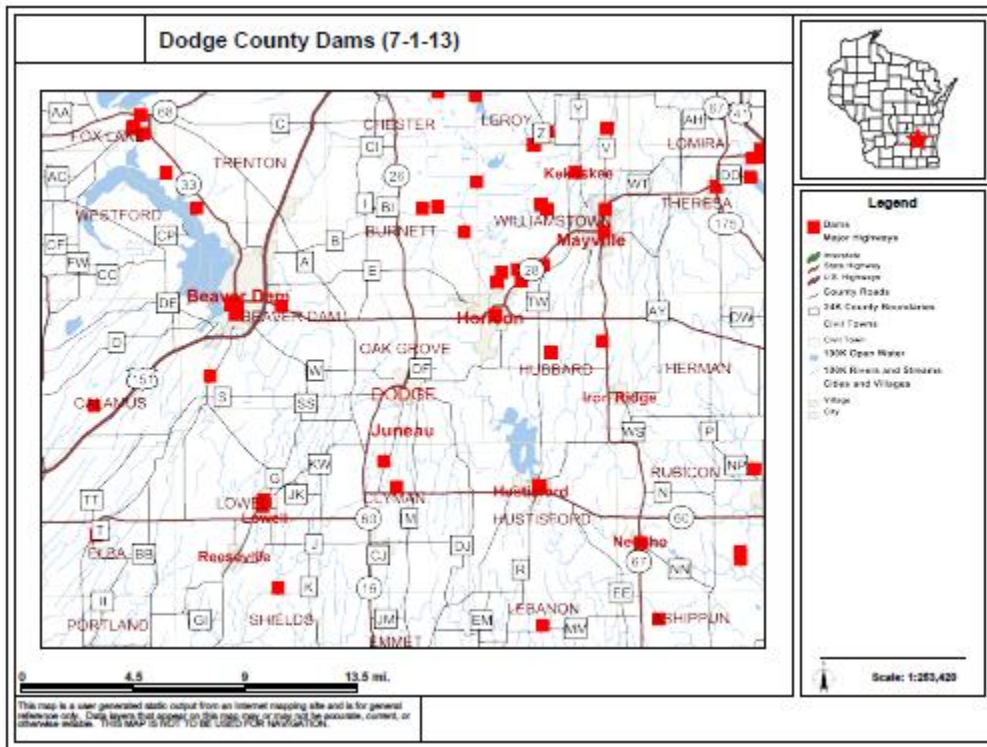 Dodge County Dams (7-1-13)
AA
68
C
CHESTER
LEROY
Y
67
41
FOX LAKE
CI
Z
V
AH
LOMIRA
TRENTON
26
Kekoskee
AC
33
WT
DD
I
BI
THERESA
WESTFORD
WILLIAMSTOWN
175
CP
B
BURNETT
Mayville
CF
FW
A
CC
E
28
DE
Beaver Dam
TW
BEAVER DAM
Horicon
AY
DW
D
OAK GROVE
W
DF
HUBBARD
HERMAN
151
CALAMUS
S
DODGE
Iron Ridge
SS
Juneau
WS
P
KW
RUBICON
NP
G
TT
JK
Hustisford
N
LOWELL
CLYMAN
Lowell
60
M
HUSTISFORD
60
T
ELBA
BB
Reeseville
J
CJ
DJ
Neosho
67
NN
R
K
16
EE
II
LEBANON
PORTLAND
GI
SHIELDS
JM
EM
MM
ASHIPPUN
EMMET
0
4.5
9
13.5 mi.
This map is a user generated static output from an Internet mapping site and is for general
reference only. Data layers that appear on this map may or may not be accurate, current, or
otherwise reliable. THIS MAP IS NOT TO BE USED FOR NAVIGATION.
Legend
Dams
Major Highways
Interstate
State Highway
U.S. Highways
County Roads
24K County Boundaries
Civil Towns
Civil Town
100K Open Water
100K Rivers and Streams
Cities and Villages
Village
City
Scale: 1:253,420